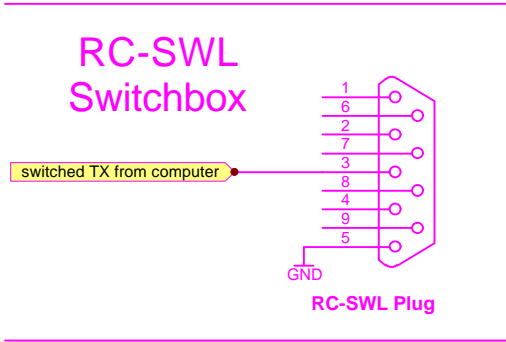 RC-SWL
Switchbox
1
6
2
7
switched TX from computer
3
8
4
9
5
GND
RC-SWL Plug